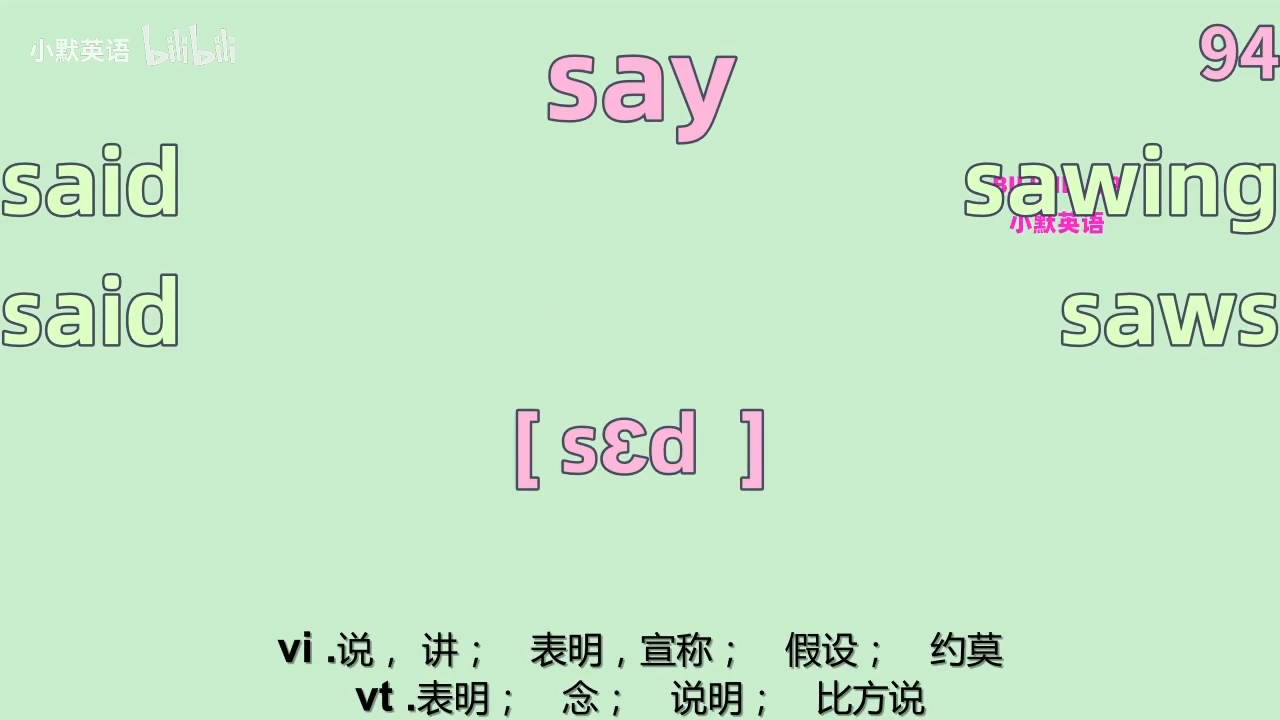 小默英语 bilibili
say
94
said
sawing
小默英语
said
saws
[ sɛd ]
vi .说， 讲； 表明，宣称； 假设； 约莫
vt .表明； 念； 说明； 比方说